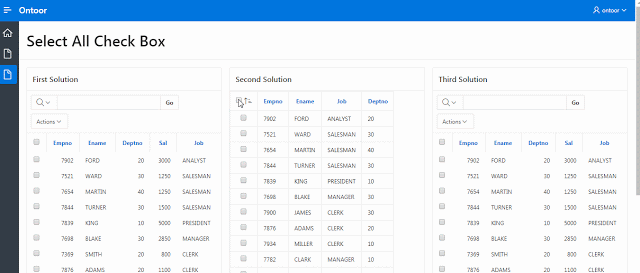 Ontoor
ontoor
Select All Check Box
First Solution
Go
Actions
Empno Ename Deptno Sal Job
7902 FORD 20 3000 ANALYST
7521 WARD 30 1250 SALESMAN
7654 MARTIN 40 1250 SALESMAN
7844 TURNER 30 1500 SALESMAN
7839 KING 10 5000 PRESIDENT
7698 BLAKE 30 2850 MANAGER
7369 SMITH 20 800 CLERK
7876 ADAMS 20 1100 CLERK
Second Solution
Empno Ename Job Deptno
7902 FORD ANALYST 20
7521 WARD SALESMAN 30
7654 MARTIN SALESMAN 40
7844 TURNER SALESMAN 30
7839 KING PRESIDENT 10
7698 BLAKE MANAGER 30
7900 JAMES CLERK 30
7876 ADAMS CLERK 20
7934 MILLER CLERK 10
7782 CLARK MANAGER 10
Third Solution
Go
Actions
Empno Ename Deptno Sal Job
7902 FORD 20 3000 ANALYST
7521 WARD 30 1250 SALESMAN
7654 MARTIN 40 1250 SALESMAN
7844 TURNER 30 1500 SALESMAN
7839 KING 10 5000 PRESIDENT
7698 BLAKE 30 2850 MANAGER
7369 SMITH 20 800 CLERK
7876 ADAMS 20 1100 CLERK